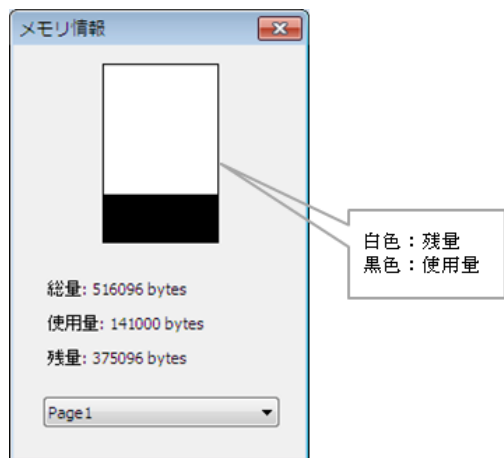 メモリ情報
白色：残量
黒色：使用量
総量: 516096 bytes
使用量: 141000 bytes
残量: 375096 bytes
Page1